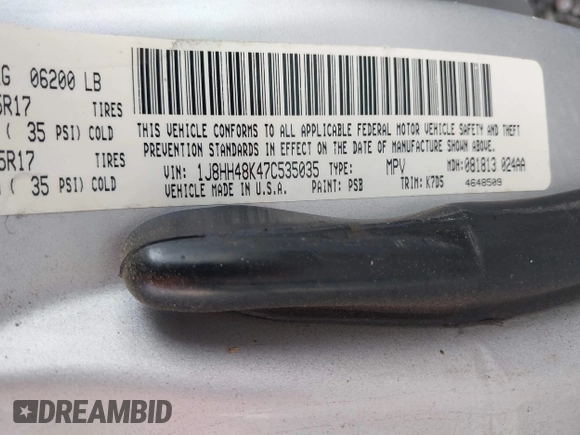 KG 06200 LB
5R17 TIRES
( 35 PSI) COLD
5R17 TIRES
( 35 PSI) COLD
THIS VEHICLE CONFORMS TO ALL APPLICABLE FEDERAL MOTOR VEHICLE SAFETY AND THEFT
PREVENTION STANDARDS IN EFFECT ON THE DATE OF MANUFACTURE SHOWN ABOVE.
VIN: 1J8HH48K47C535035 TYPE: MPV MDH: 081813 024AA
VEHICLE MADE IN U.S.A. PAINT: PSB TRIM: K7D5 4648509
DREAMBID